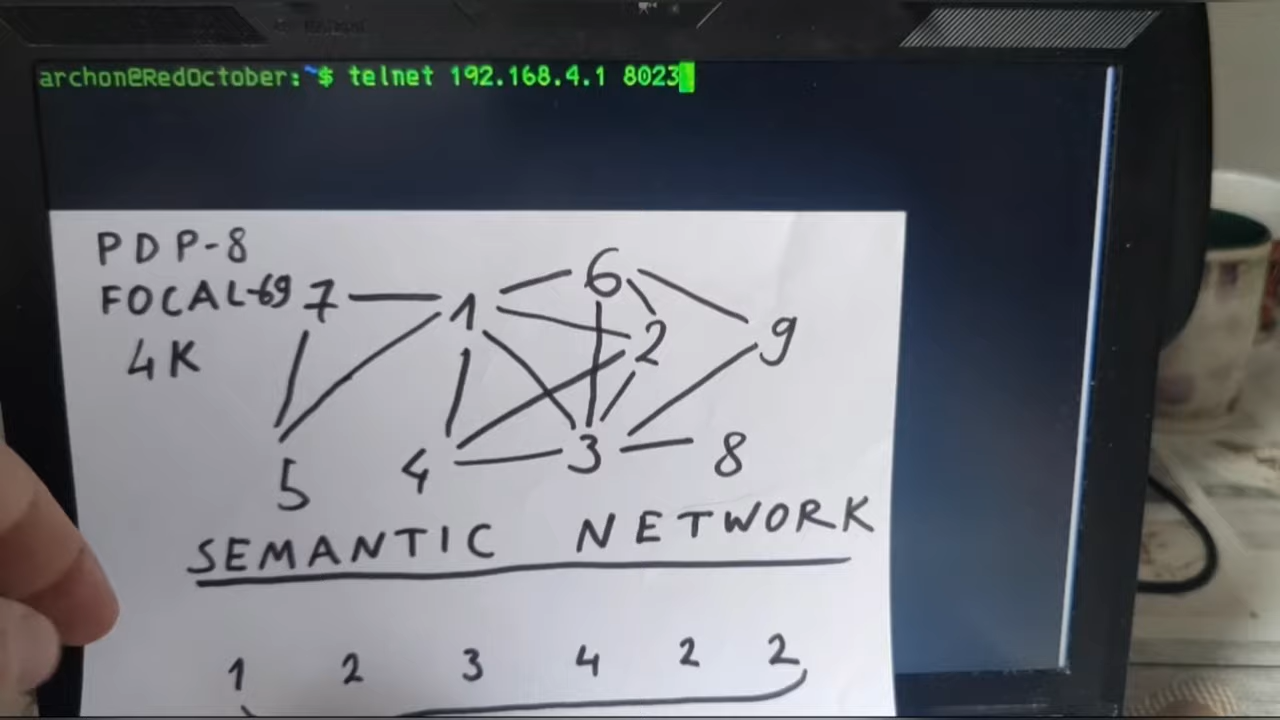 archon@RedOctober:~$ telnet 192.168.4.1 8023
PDP-8
FOCAL-69
4K
7 1 6 2 9
5 4 3 8
SEMANTIC NETWORK
1 2 3 4 2 2